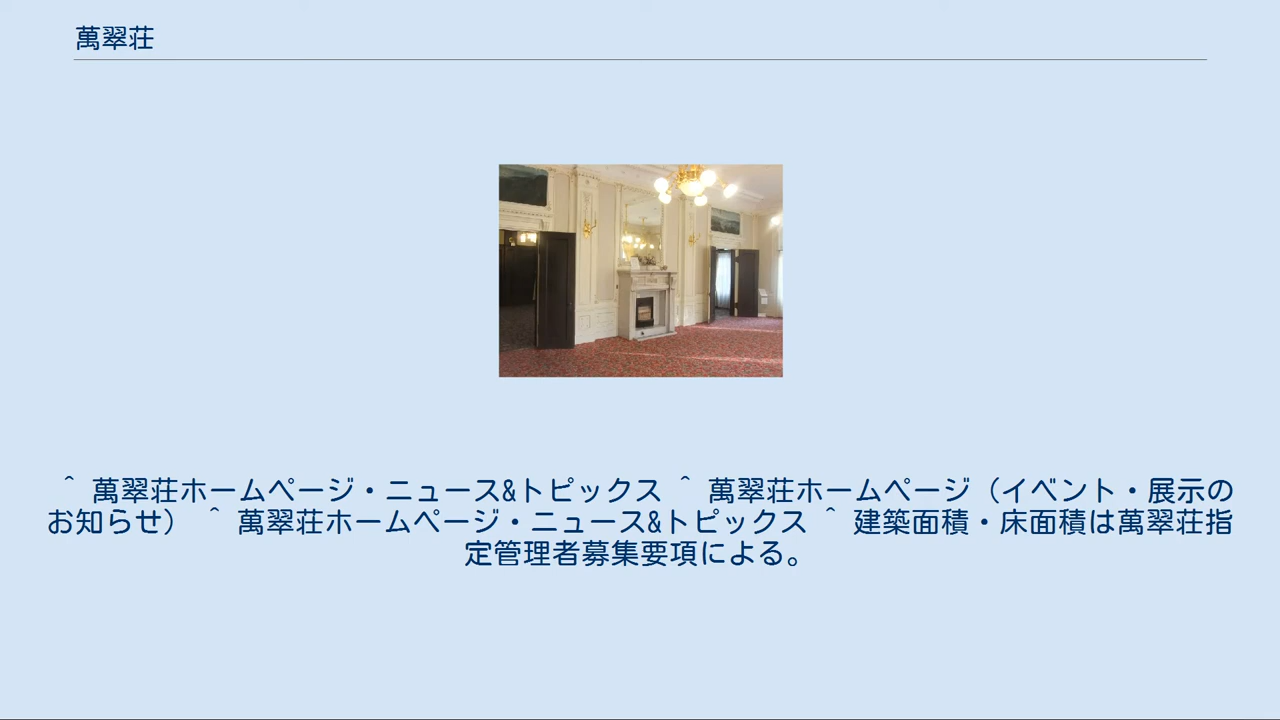 萬翠荘
＾ 萬翠荘ホームページ・ニュース&トピックス ＾ 萬翠荘ホームページ（イベント・展示の
お知らせ） ＾ 萬翠荘ホームページ・ニュース&トピックス ＾ 建築面積・床面積は萬翠荘指
定管理者募集要項による。